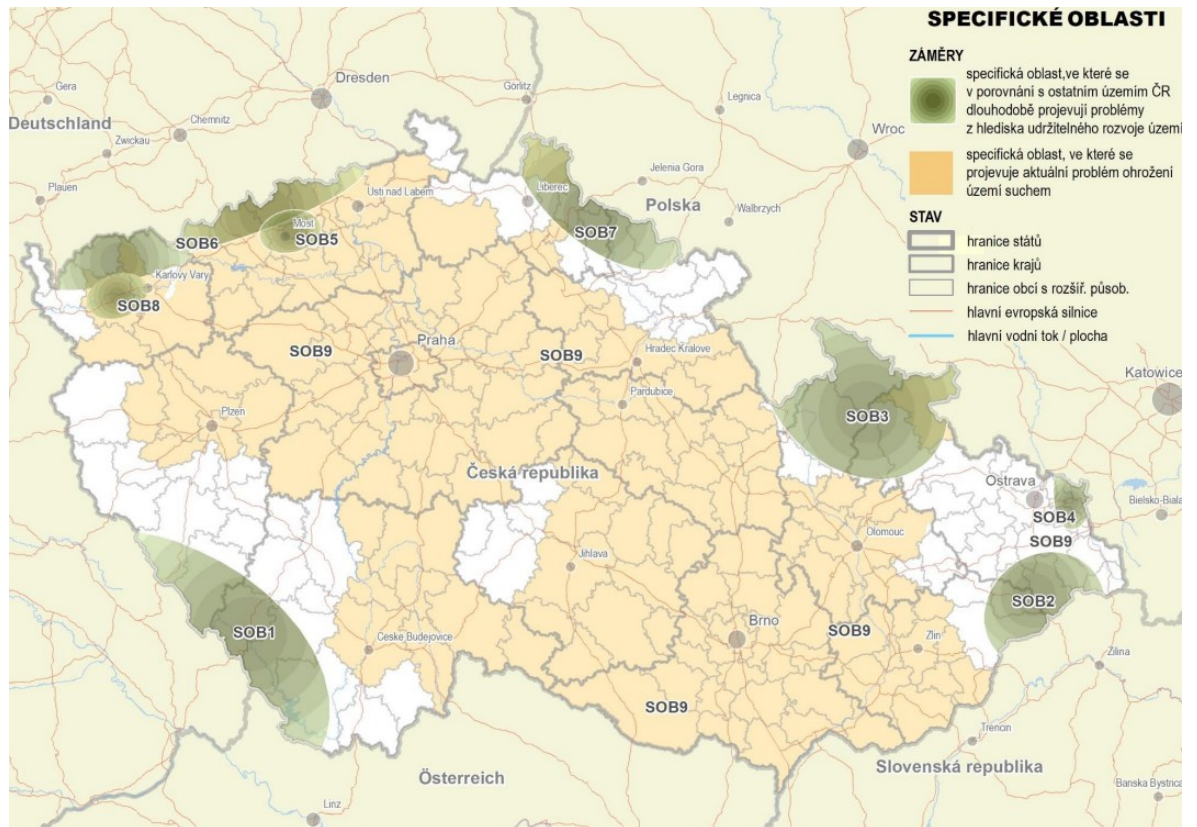 SPECIFICKÉ OBLASTI
ZÁMĚRY
specifická oblast,ve které se
v porovnání s ostatním územím ČR
dlouhodobě projevují problémy
z hlediska udržitelného rozvoje území
specifická oblast, ve které se
projevuje aktuální problém ohrožení
území suchem
STAV
hranice států
hranice krajů
hranice obcí s rozšíř. působ.
hlavní evropská silnice
hlavní vodní tok / plocha
Dresden
Görlitz
Legnica
Gera
Deutschland
Chemnitz
Zwickau
Wroc
Plauen
Jelenia Gora
Polska
Walbrzych
Liberec
Usti nad Labem
Most
SOB5
SOB6
SOB7
Karlovy Vary
SOB8
SOB9
Praha
SOB9
Hradec Kralove
Pardubice
Katowice
Plzen
SOB3
Česká republika
Ostrava
Bielsko-Biala
SOB4
SOB9
Olomouc
Jihlava
SOB2
SOB1
Ceske Budejovice
Brno
SOB9
Zlin
Zilina
SOB9
Trencin
Slovenská republika
Österreich
Banska Bystrica
Linz